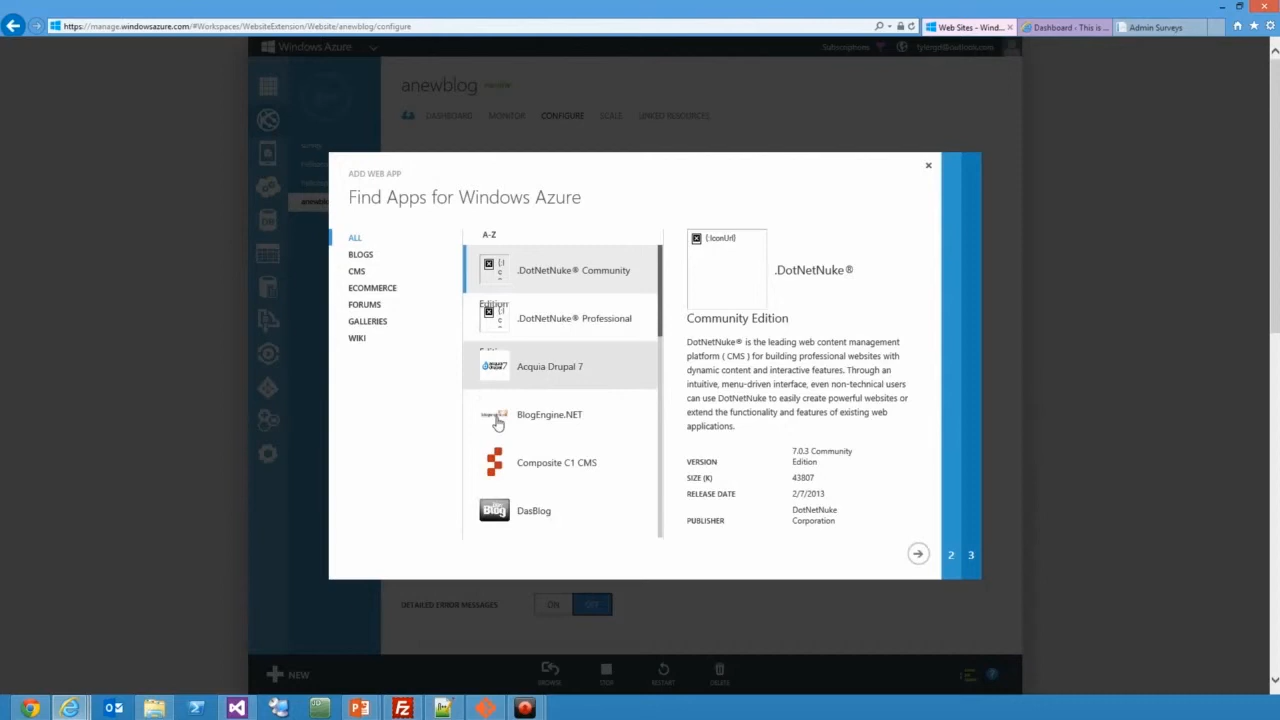 https://manage.windowsazure.com/#Workspaces/WebsiteExtension/Website/anewblog/configure
Web Sites - Wind...
Dashboard - This is ...
Admin Surveys
Windows Azure
Subscriptions
anewblog
DASHBOARD
MONITOR
CONFIGURE
SCALE
LINKED RESOURCES
ADD WEB APP
Find Apps for Windows Azure
ALL
BLOGS
CMS
ECOMMERCE
FORUMS
GALLERIES
WIKI
A-Z
.DotNetNuke® Community
Edition
.DotNetNuke® Professional
Acquia Drupal 7
BlogEngine.NET
Composite C1 CMS
DasBlog
{:IconUrl}
.DotNetNuke®
Community Edition
DotNetNuke® is the leading web content management
platform ( CMS ) for building professional websites with
dynamic content and interactive features. Through an
intuitive, menu-driven interface, even non-technical users
can use DotNetNuke to easily create powerful websites or
extend the functionality and features of existing web
applications.
VERSION
7.0.3 Community
Edition
SIZE (K)
43807
RELEASE DATE
2/7/2013
PUBLISHER
DotNetNuke
Corporation
2 3
DETAILED ERROR MESSAGES
ON
OFF
NEW
BROWSE
STOP
RESTART
DELETE